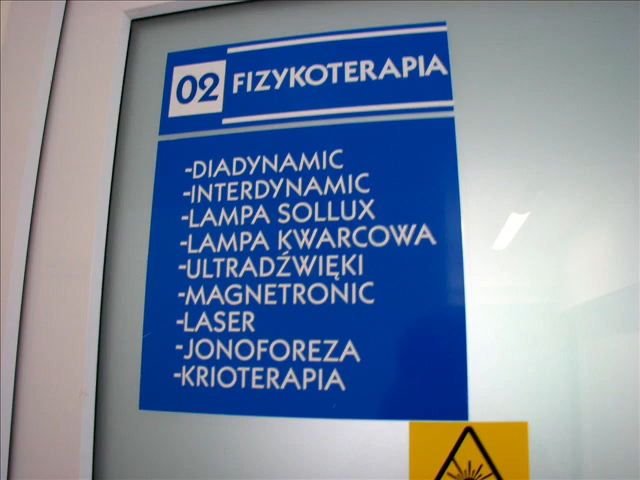 02 FIZYKOTERAPIA
-DIADYNAMIC
-INTERDYNAMIC
-LAMPA SOLLUX
-LAMPA KWARCOWA
-ULTRADŹWIĘKI
-MAGNETRONIC
-LASER
-JONOFOREZA
-KRIOTERAPIA